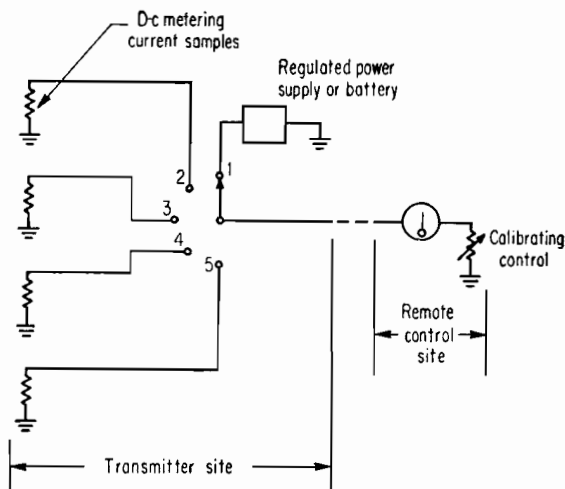 D-c metering
current samples
Regulated power
supply or battery
1
2
3
4
5
Calibrating
control
Remote
control
site
Transmitter site